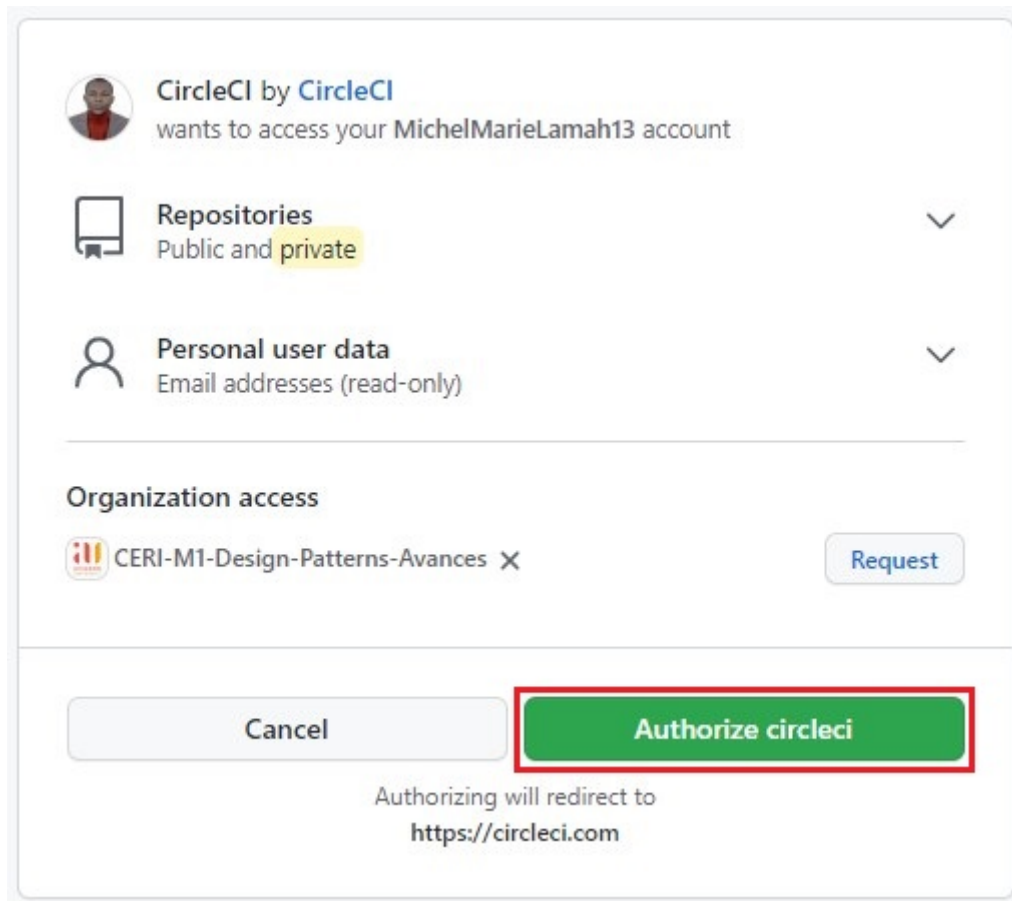 CircleCI by CircleCI
wants to access your MichelMarieLamah13 account
Repositories
Public and private
Personal user data
Email addresses (read-only)
Organization access
CERI-M1-Design-Patterns-Avances
Request
Cancel
Authorize circleci
Authorizing will redirect to
https://circleci.com